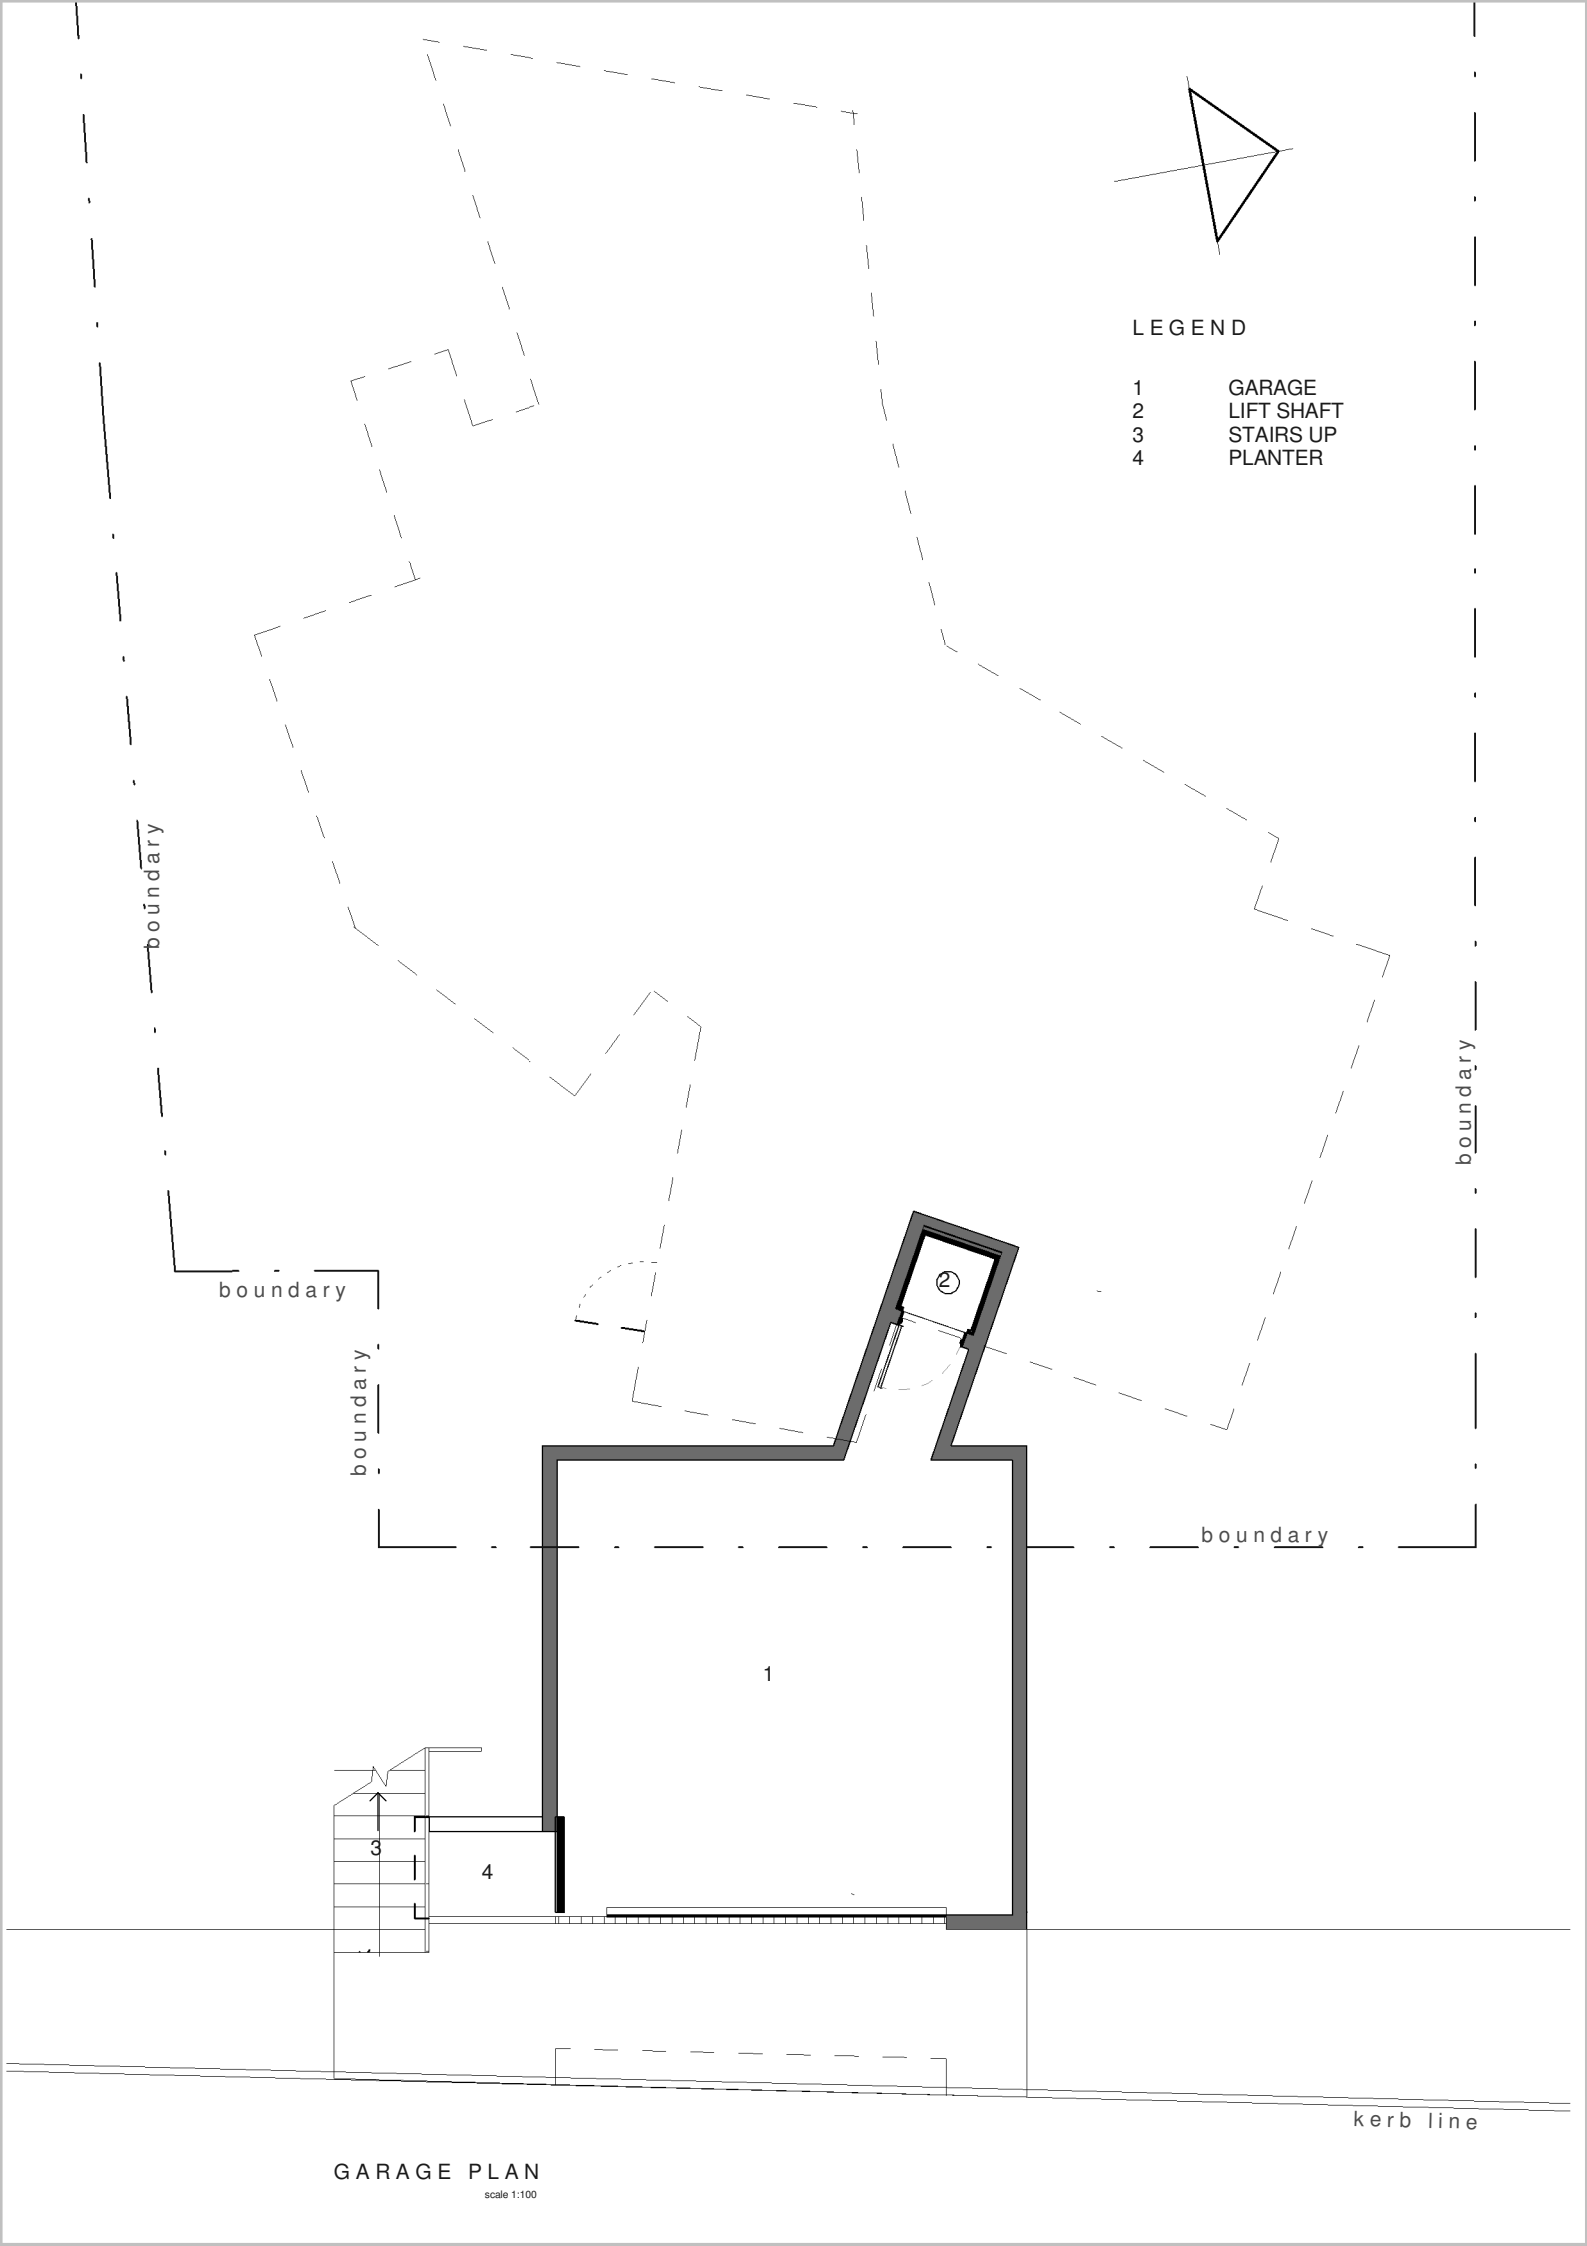 LEGEND
1 GARAGE
2 LIFT SHAFT
3 STAIRS UP
4 PLANTER
boundary
boundary
2
boundary
boundary
boundary
1
3
4
kerb line
GARAGE PLAN
scale 1:100